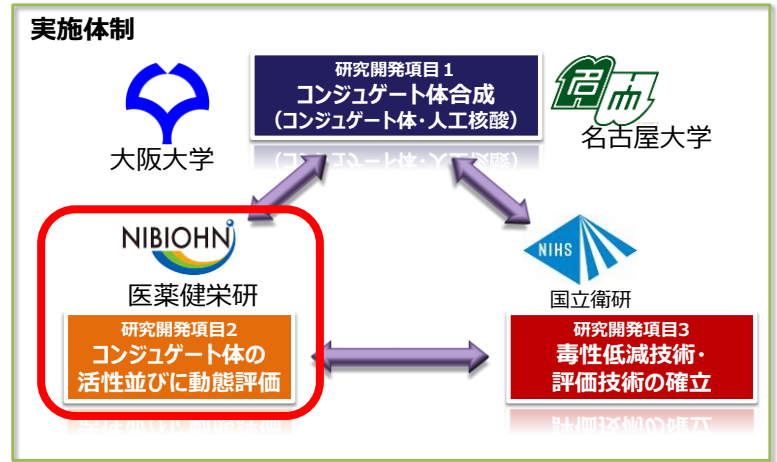 実施体制
研究開発項目1
コンジュゲート体合成
(コンジュゲート体・人工核酸)
大阪大学
名古屋大学
NIBIOHN
医薬健栄研
NIHS
国立衛研
研究開発項目2
コンジュゲート体の
活性並びに動態評価
研究開発項目3
毒性低減技術・
評価技術の確立